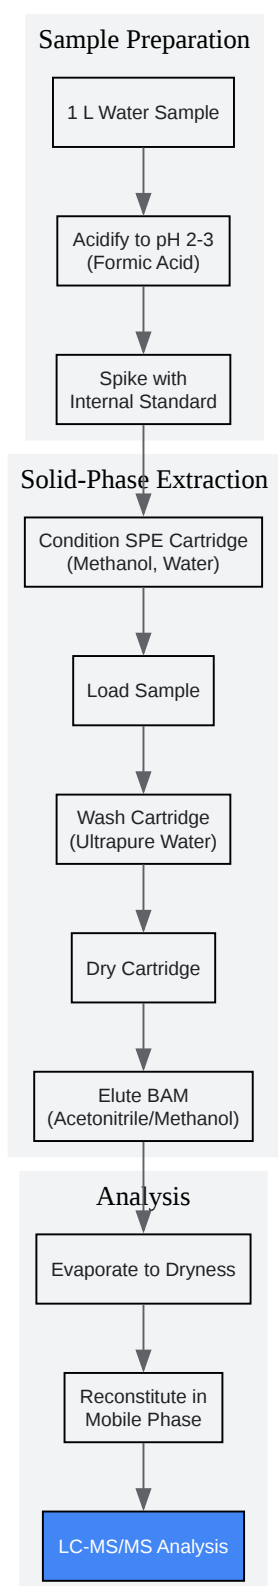 Sample Preparation
1 L Water Sample
Acidify to pH 2-3
(Formic Acid)
Spike with
Internal Standard
Solid-Phase Extraction
Condition SPE Cartridge
(Methanol, Water)
Load Sample
Wash Cartridge
(Ultrapure Water)
Dry Cartridge
Elute BAM
(Acetonitrile/Methanol)
Analysis
Evaporate to Dryness
Reconstitute in
Mobile Phase
LC-MS/MS Analysis